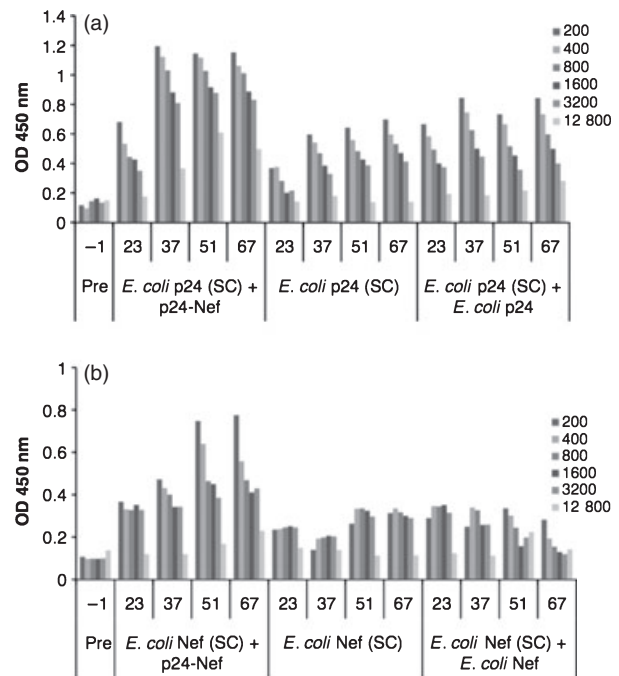 (a)
1.4
1.2
1
0.8
0.6
0.4
0.2
0
OD 450 nm
200
400
800
1600
3200
12 800
–1 23 37 51 67 23 37 51 67 23 37 51 67
Pre E. coli p24 (SC) + E. coli p24 (SC) E. coli p24 (SC) +
p24-Nef E. coli p24
(b)
1
0.8
0.6
0.4
0.2
0
OD 450 nm
200
400
800
1600
3200
12 800
–1 23 37 51 67 23 37 51 67 23 37 51 67
Pre E. coli Nef (SC) + E. coli Nef (SC) E. coli Nef (SC) +
p24-Nef E. coli Nef